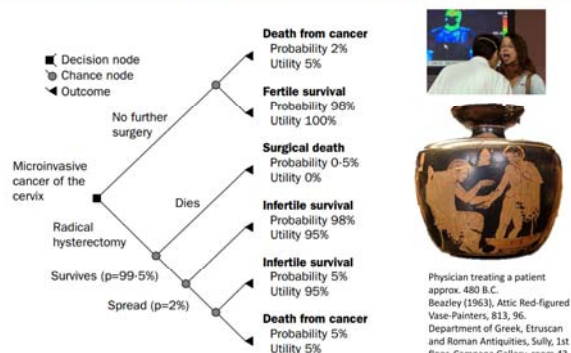 Decision node
Chance node
Outcome
Death from cancer
Probability 2%
Utility 5%
Fertile survival
Probability 98%
Utility 100%
No further
surgery
Surgical death
Probability 0·5%
Utility 0%
Microinvasive
cancer of the
cervix
Dies
Infertile survival
Probability 98%
Utility 95%
Radical
hysterectomy
Survives (p=99·5%)
Infertile survival
Probability 5%
Utility 95%
Spread (p=2%)
Death from cancer
Probability 5%
Utility 5%
Physician treating a patient
approx. 480 B.C.
Beazley (1963), Attic Red-figured
Vase-Painters, 813, 96.
Department of Greek, Etruscan
and Roman Antiquities, Sully, 1st